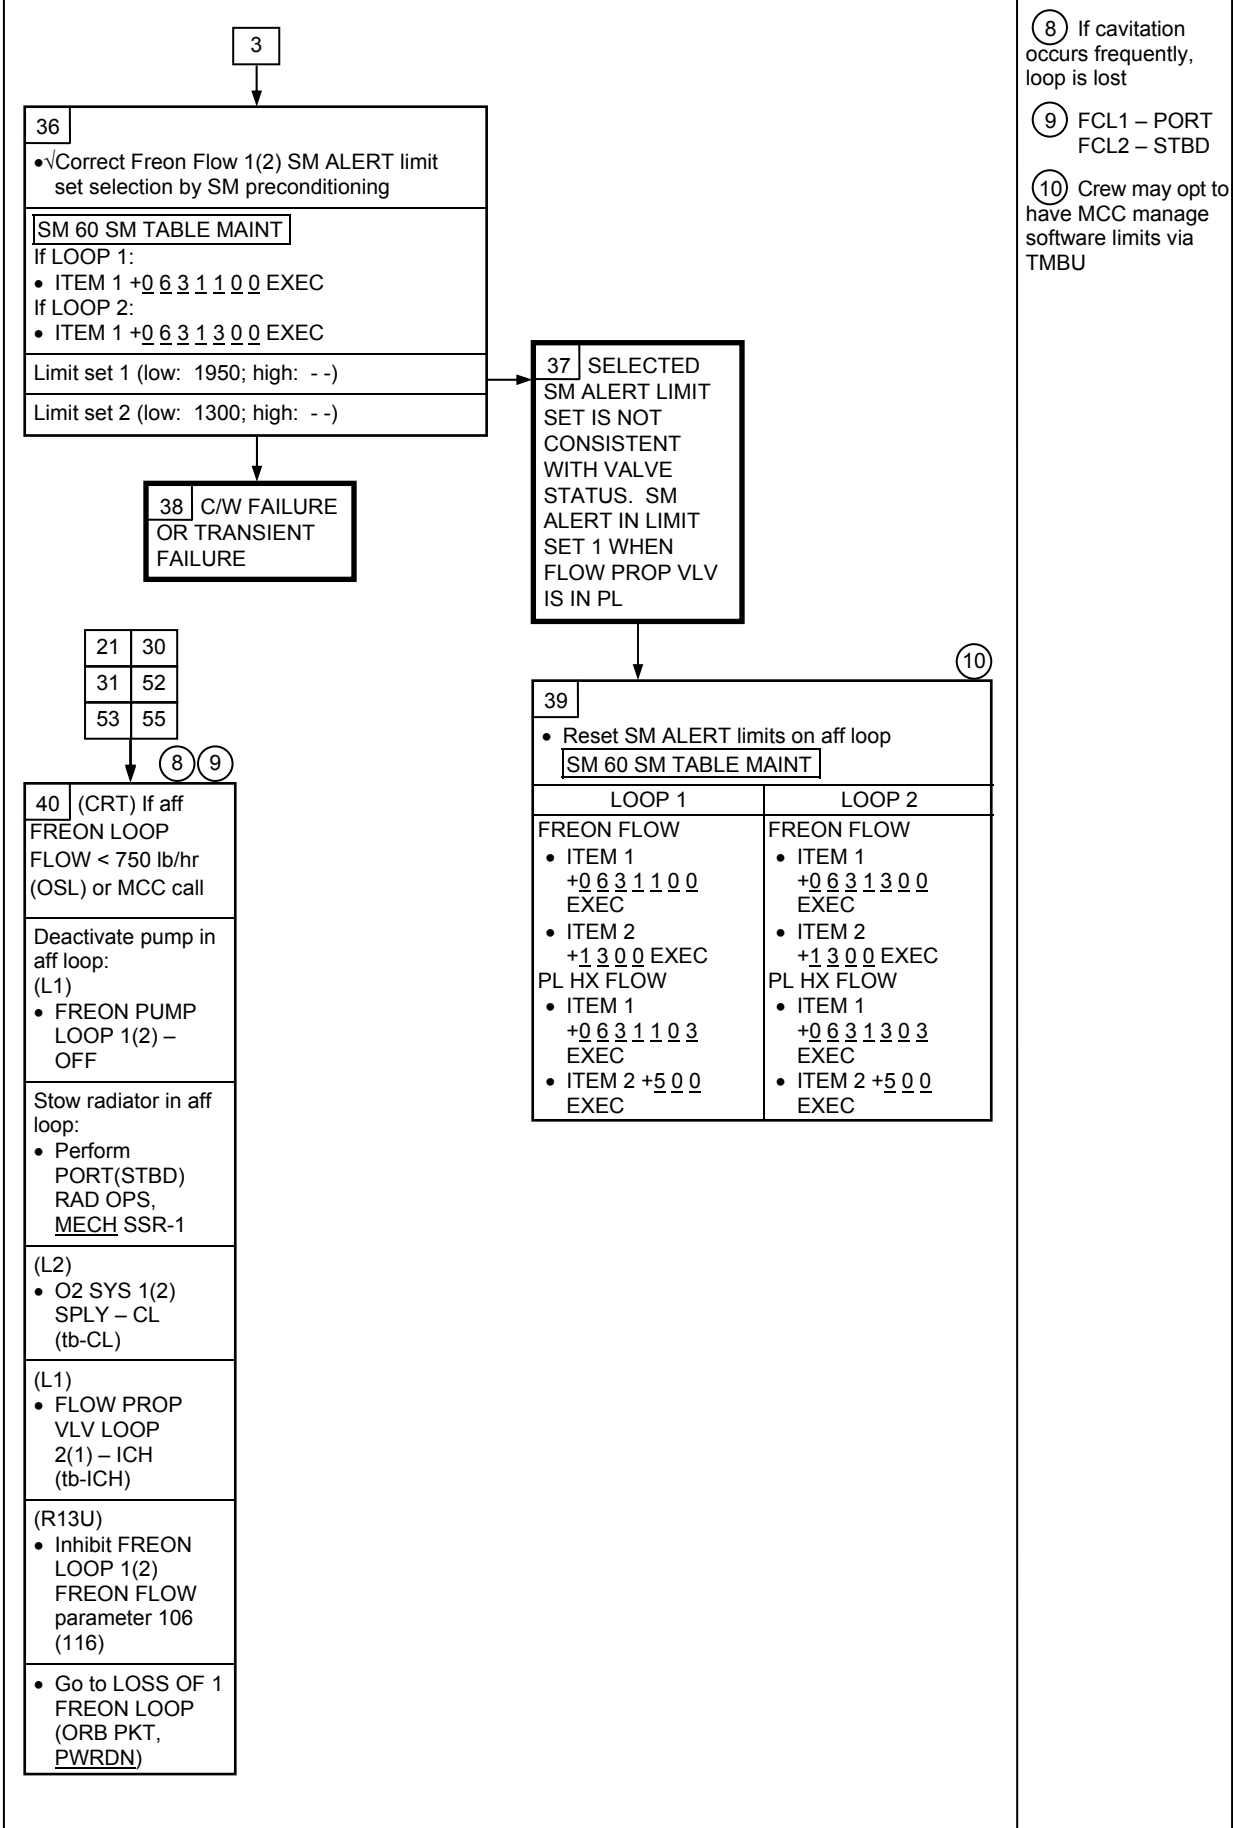 3
36
•√Correct Freon Flow 1(2) SM ALERT limit
set selection by SM preconditioning
SM 60 SM TABLE MAINT
If LOOP 1:
• ITEM 1 +0 6 3 1 1 0 0 EXEC
If LOOP 2:
• ITEM 1 +0 6 3 1 3 0 0 EXEC
Limit set 1 (low: 1950; high: - -)
Limit set 2 (low: 1300; high: - -)
37 SELECTED
SM ALERT LIMIT
SET IS NOT
CONSISTENT
WITH VALVE
STATUS. SM
ALERT IN LIMIT
SET 1 WHEN
FLOW PROP VLV
IS IN PL
38 C/W FAILURE
OR TRANSIENT
FAILURE
10
39
• Reset SM ALERT limits on aff loop
SM 60 SM TABLE MAINT
LOOP 1
FREON FLOW
• ITEM 1
+0 6 3 1 1 0 0
EXEC
• ITEM 2
+1 3 0 0 EXEC
PL HX FLOW
• ITEM 1
+0 6 3 1 1 0 3
EXEC
• ITEM 2 +5 0 0
EXEC
LOOP 2
FREON FLOW
• ITEM 1
+0 6 3 1 3 0 0
EXEC
• ITEM 2
+1 3 0 0 EXEC
PL HX FLOW
• ITEM 1
+0 6 3 1 3 0 3
EXEC
• ITEM 2 +5 0 0
EXEC
21 30
31 52
53 55
8 9
40 (CRT) If aff
FREON LOOP
FLOW < 750 lb/hr
(OSL) or MCC call
Deactivate pump in
aff loop:
(L1)
• FREON PUMP
LOOP 1(2) –
OFF
Stow radiator in aff
loop:
• Perform
PORT(STBD)
RAD OPS,
MECH SSR-1
(L2)
• O2 SYS 1(2)
SPLY – CL
(tb-CL)
(L1)
• FLOW PROP
VLV LOOP
2(1) – ICH
(tb-ICH)
(R13U)
• Inhibit FREON
LOOP 1(2)
FREON FLOW
parameter 106
(116)
• Go to LOSS OF 1
FREON LOOP
(ORB PKT,
PWRDN)
8 If cavitation
occurs frequently,
loop is lost
9 FCL1 – PORT
FCL2 – STBD
10 Crew may opt to
have MCC manage
software limits via
TMBU